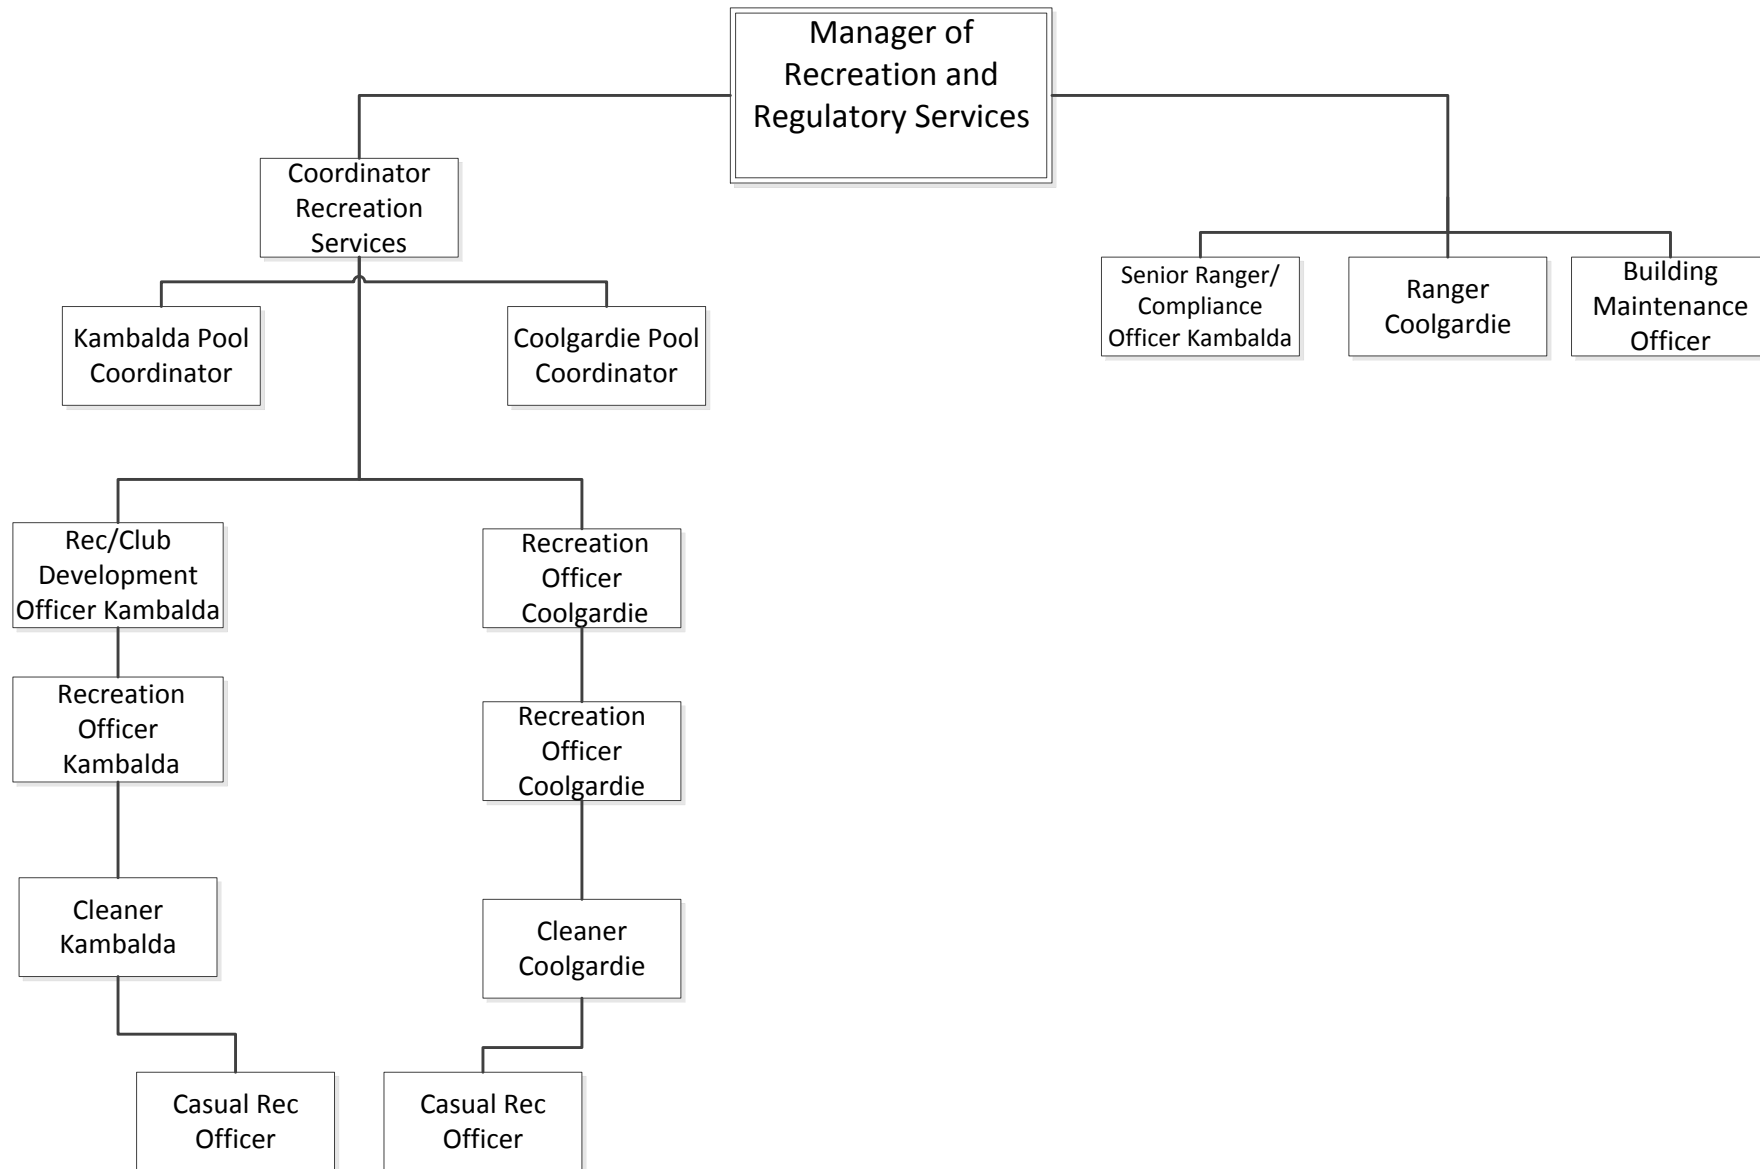 Manager of
Recreation and
Regulatory Services
Coordinator
Recreation
Services
Senior Ranger/
Compliance
Officer Kambalda
Ranger
Coolgardie
Building
Maintenance
Officer
Kambalda Pool
Coordinator
Coolgardie Pool
Coordinator
Rec/Club
Development
Officer Kambalda
Recreation
Officer
Coolgardie
Recreation
Officer
Kambalda
Recreation
Officer
Coolgardie
Cleaner
Kambalda
Cleaner
Coolgardie
Casual Rec
Officer
Casual Rec
Officer